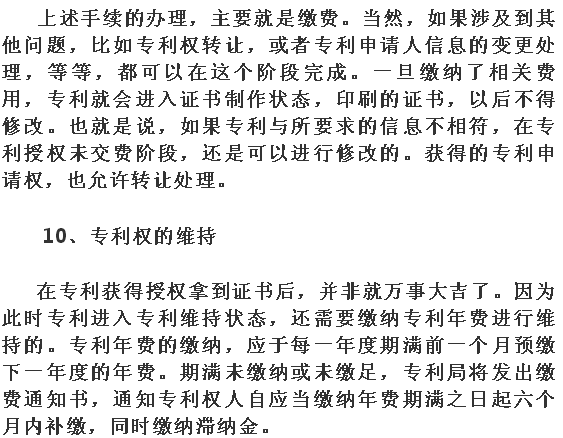 上述手续的办理，主要就是缴费。当然，如果涉及到其
他问题，比如专利权转让，或者专利申请人信息的变更处
理，等等，都可以在这个阶段完成。一旦缴纳了相关费
用，专利就会进入证书制作状态，印刷的证书，以后不得
修改。也就是说，如果专利与所要求的信息不相符，在专
利授权未交费阶段，还是可以进行修改的。获得的专利申
请权，也允许转让处理。
10、专利权的维持
在专利获得授权拿到证书后，并非就万事大吉了。因为
此时专利进入专利维持状态，还需要缴纳专利年费进行维
持的。专利年费的缴纳，应于每一年度期满前一个月预缴
下一年度的年费。期满未缴纳或未缴足，专利局将发出缴
费通知书，通知专利权人自应当缴纳年费期满之日起六个
月内补缴，同时缴纳滞纳金。